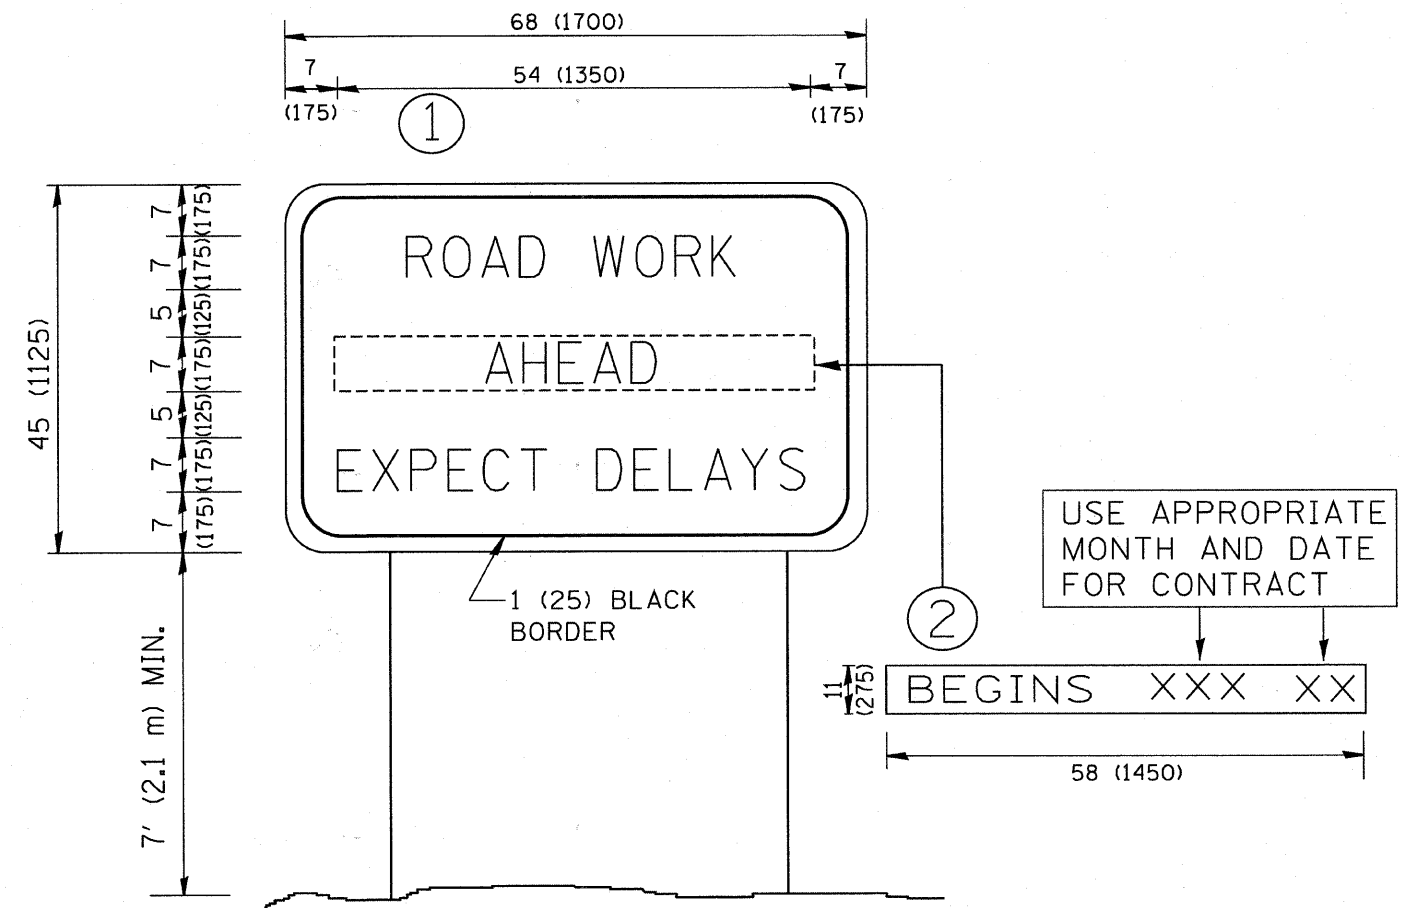 68 (1700)
7
54 (1350)
7
(175)
(175)
1
45 (1125)
7
(175)
7
(175)
5
(125)
7
(175)
5
(125)
7
(175)
7
(175)
ROAD WORK
AHEAD
EXPECT DELAYS
1 (25) BLACK
BORDER
7' (2.1 m) MIN.
2
USE APPROPRIATE
MONTH AND DATE
FOR CONTRACT
11
(275)
BEGINS XXX XX
58 (1450)